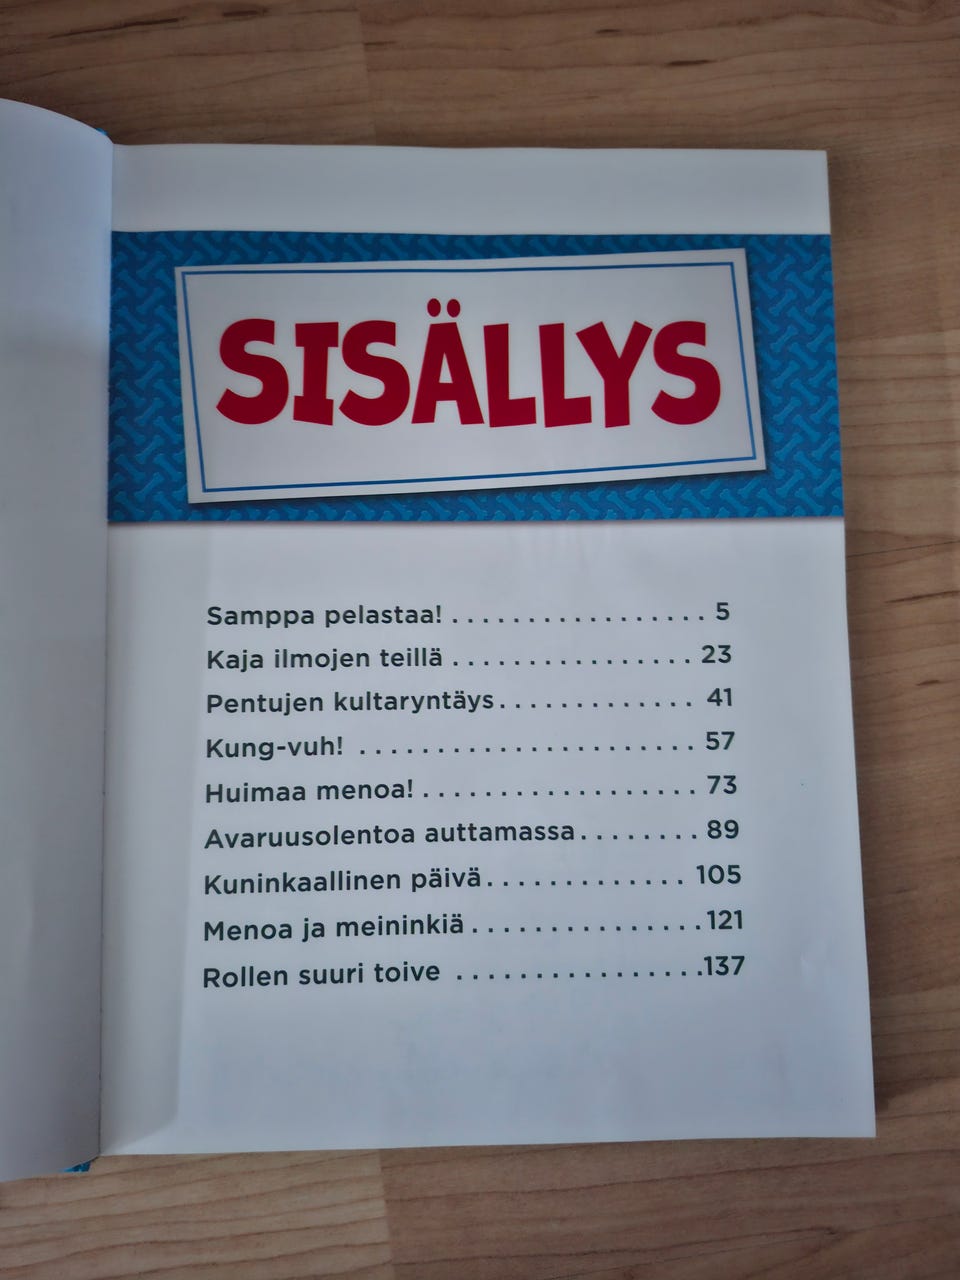 SISÄLLYS
Samppa pelastaa! . . . . . . . . . . . . . . . . . 5
Kaja ilmojen teillä . . . . . . . . . . . . . . . . 23
Pentujen kultaryntäys . . . . . . . . . . . . . 41
Kung-vuh! . . . . . . . . . . . . . . . . . . . . . . 57
Huimaa menoa! . . . . . . . . . . . . . . . . . . 73
Avaruusolentoa auttamassa . . . . . . . . 89
Kuninkaallinen päivä . . . . . . . . . . . . . 105
Menoa ja meininkiä . . . . . . . . . . . . . . . 121
Rollen suuri toive . . . . . . . . . . . . . . . . 137